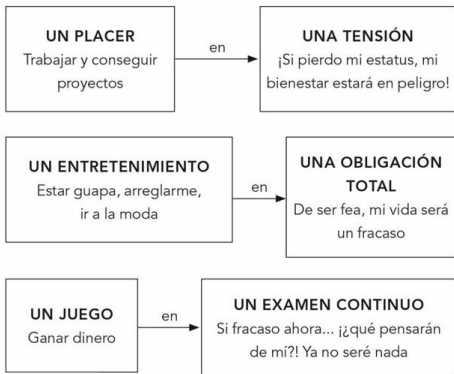 UN PLACER
Trabajar y conseguir
proyectos
en
UNA TENSIÓN
¡Si pierdo mi estatus, mi
bienestar estará en peligro!
UN ENTRETENIMIENTO
Estar guapa, arreglarme,
ir a la moda
en
UNA OBLIGACIÓN
TOTAL
De ser fea, mi vida será
un fracaso
UN JUEGO
Ganar dinero
en
UN EXAMEN CONTINUO
Si fracaso ahora... ¡¿qué pensarán
de mí?! Ya no seré nada